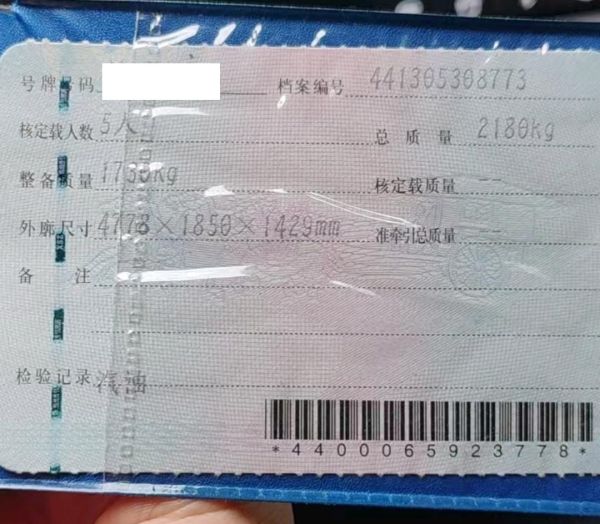 号牌号码 档案编号 441305308773
核定载人数 5人 总质量 2180kg
整备质量 1730kg 核定载质量 --
外廓尺寸 4778×1850×1429mm 准牵引总质量 --
备注
检验记录 汽油
*4400065923778*